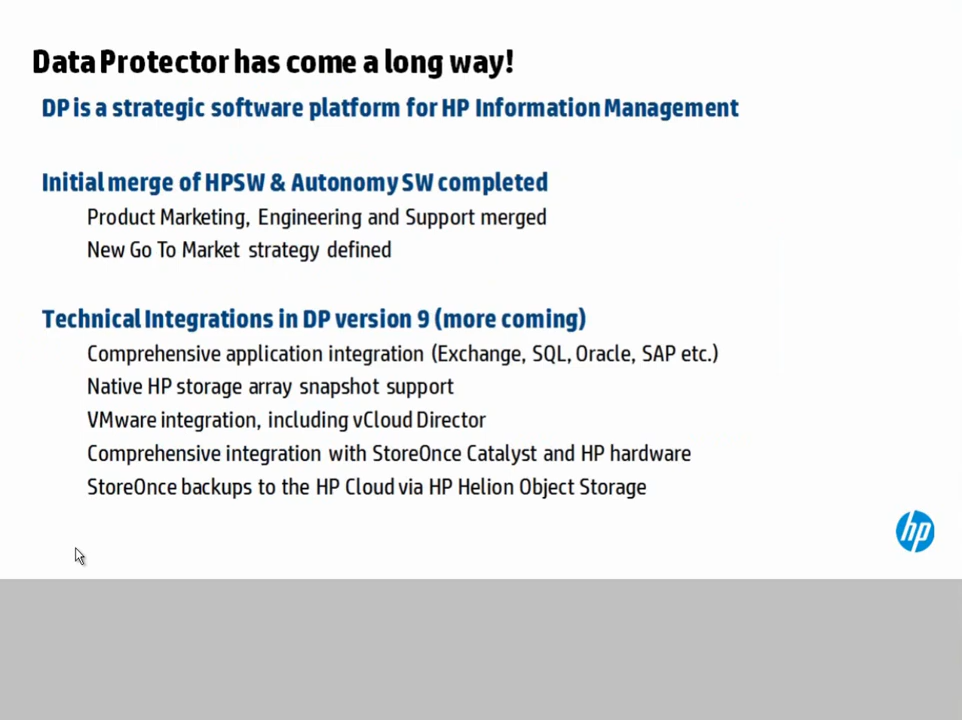 Data Protector has come a long way!
DP is a strategic software platform for HP Information Management
Initial merge of HPSW & Autonomy SW completed
Product Marketing, Engineering and Support merged
New Go To Market strategy defined
Technical Integrations in DP version 9 (more coming)
Comprehensive application integration (Exchange, SQL, Oracle, SAP etc.)
Native HP storage array snapshot support
VMware integration, including vCloud Director
Comprehensive integration with StoreOnce Catalyst and HP hardware
StoreOnce backups to the HP Cloud via HP Helion Object Storage
hp